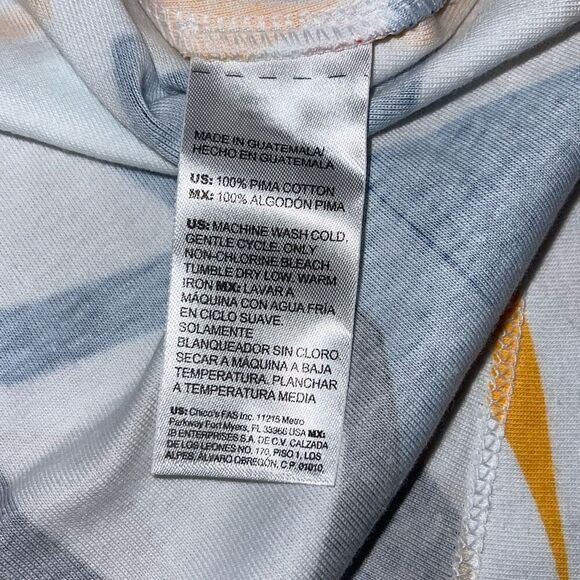 MADE IN GUATEMALA/
HECHO EN GUATEMALA
US: 100% PIMA COTTON
MX: 100% ALGODÓN PIMA
US: MACHINE WASH COLD.
GENTLE CYCLE. ONLY
NON-CHLORINE BLEACH.
TUMBLE DRY LOW. WARM
IRON MX: LAVAR A
MÁQUINA CON AGUA FRÍA
EN CICLO SUAVE.
SOLAMENTE
BLANQUEADOR SIN CLORO.
SECAR A MÁQUINA A BAJA
TEMPERATURA. PLANCHAR
A TEMPERATURA MEDIA
US: Chico's FAS Inc. 11215 Metro
Parkway Fort Myers, FL 33966 USA MX:
IB ENTERPRISES S.A. DE C.V. CALZADA
DE LOS LEONES NO. 170, PISO 1, LOS
ALPES, ÁLVARO OBREGÓN, C.P. 01010.